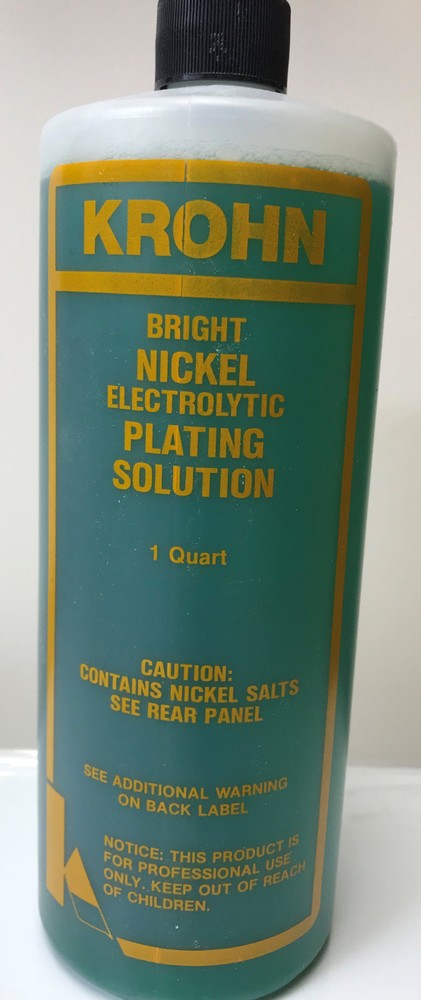 KROHN
BRIGHT
NICKEL
ELECTROLYTIC
PLATING
SOLUTION
1 Quart
CAUTION:
CONTAINS NICKEL SALTS
SEE REAR PANEL
SEE ADDITIONAL WARNING
ON BACK LABEL
NOTICE: THIS PRODUCT IS
FOR PROFESSIONAL USE
ONLY. KEEP OUT OF REACH
OF CHILDREN.